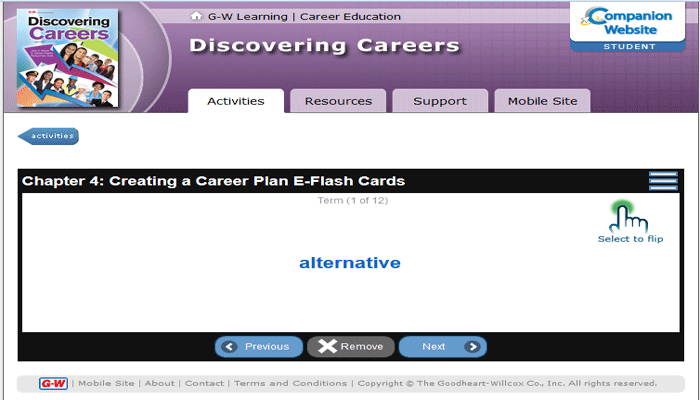 G-W
Discovering
Careers
G-W Learning | Career Education
Discovering Careers
Companion
Website
STUDENT
Activities
Resources
Support
Mobile Site
activities
Chapter 4: Creating a Career Plan E-Flash Cards
Term (1 of 12)
Select to flip
alternative
Previous
Remove
Next
G-W | Mobile Site | About | Contact | Terms and Conditions | Copyright © The Goodheart-Willcox Co., Inc. All rights reserved.